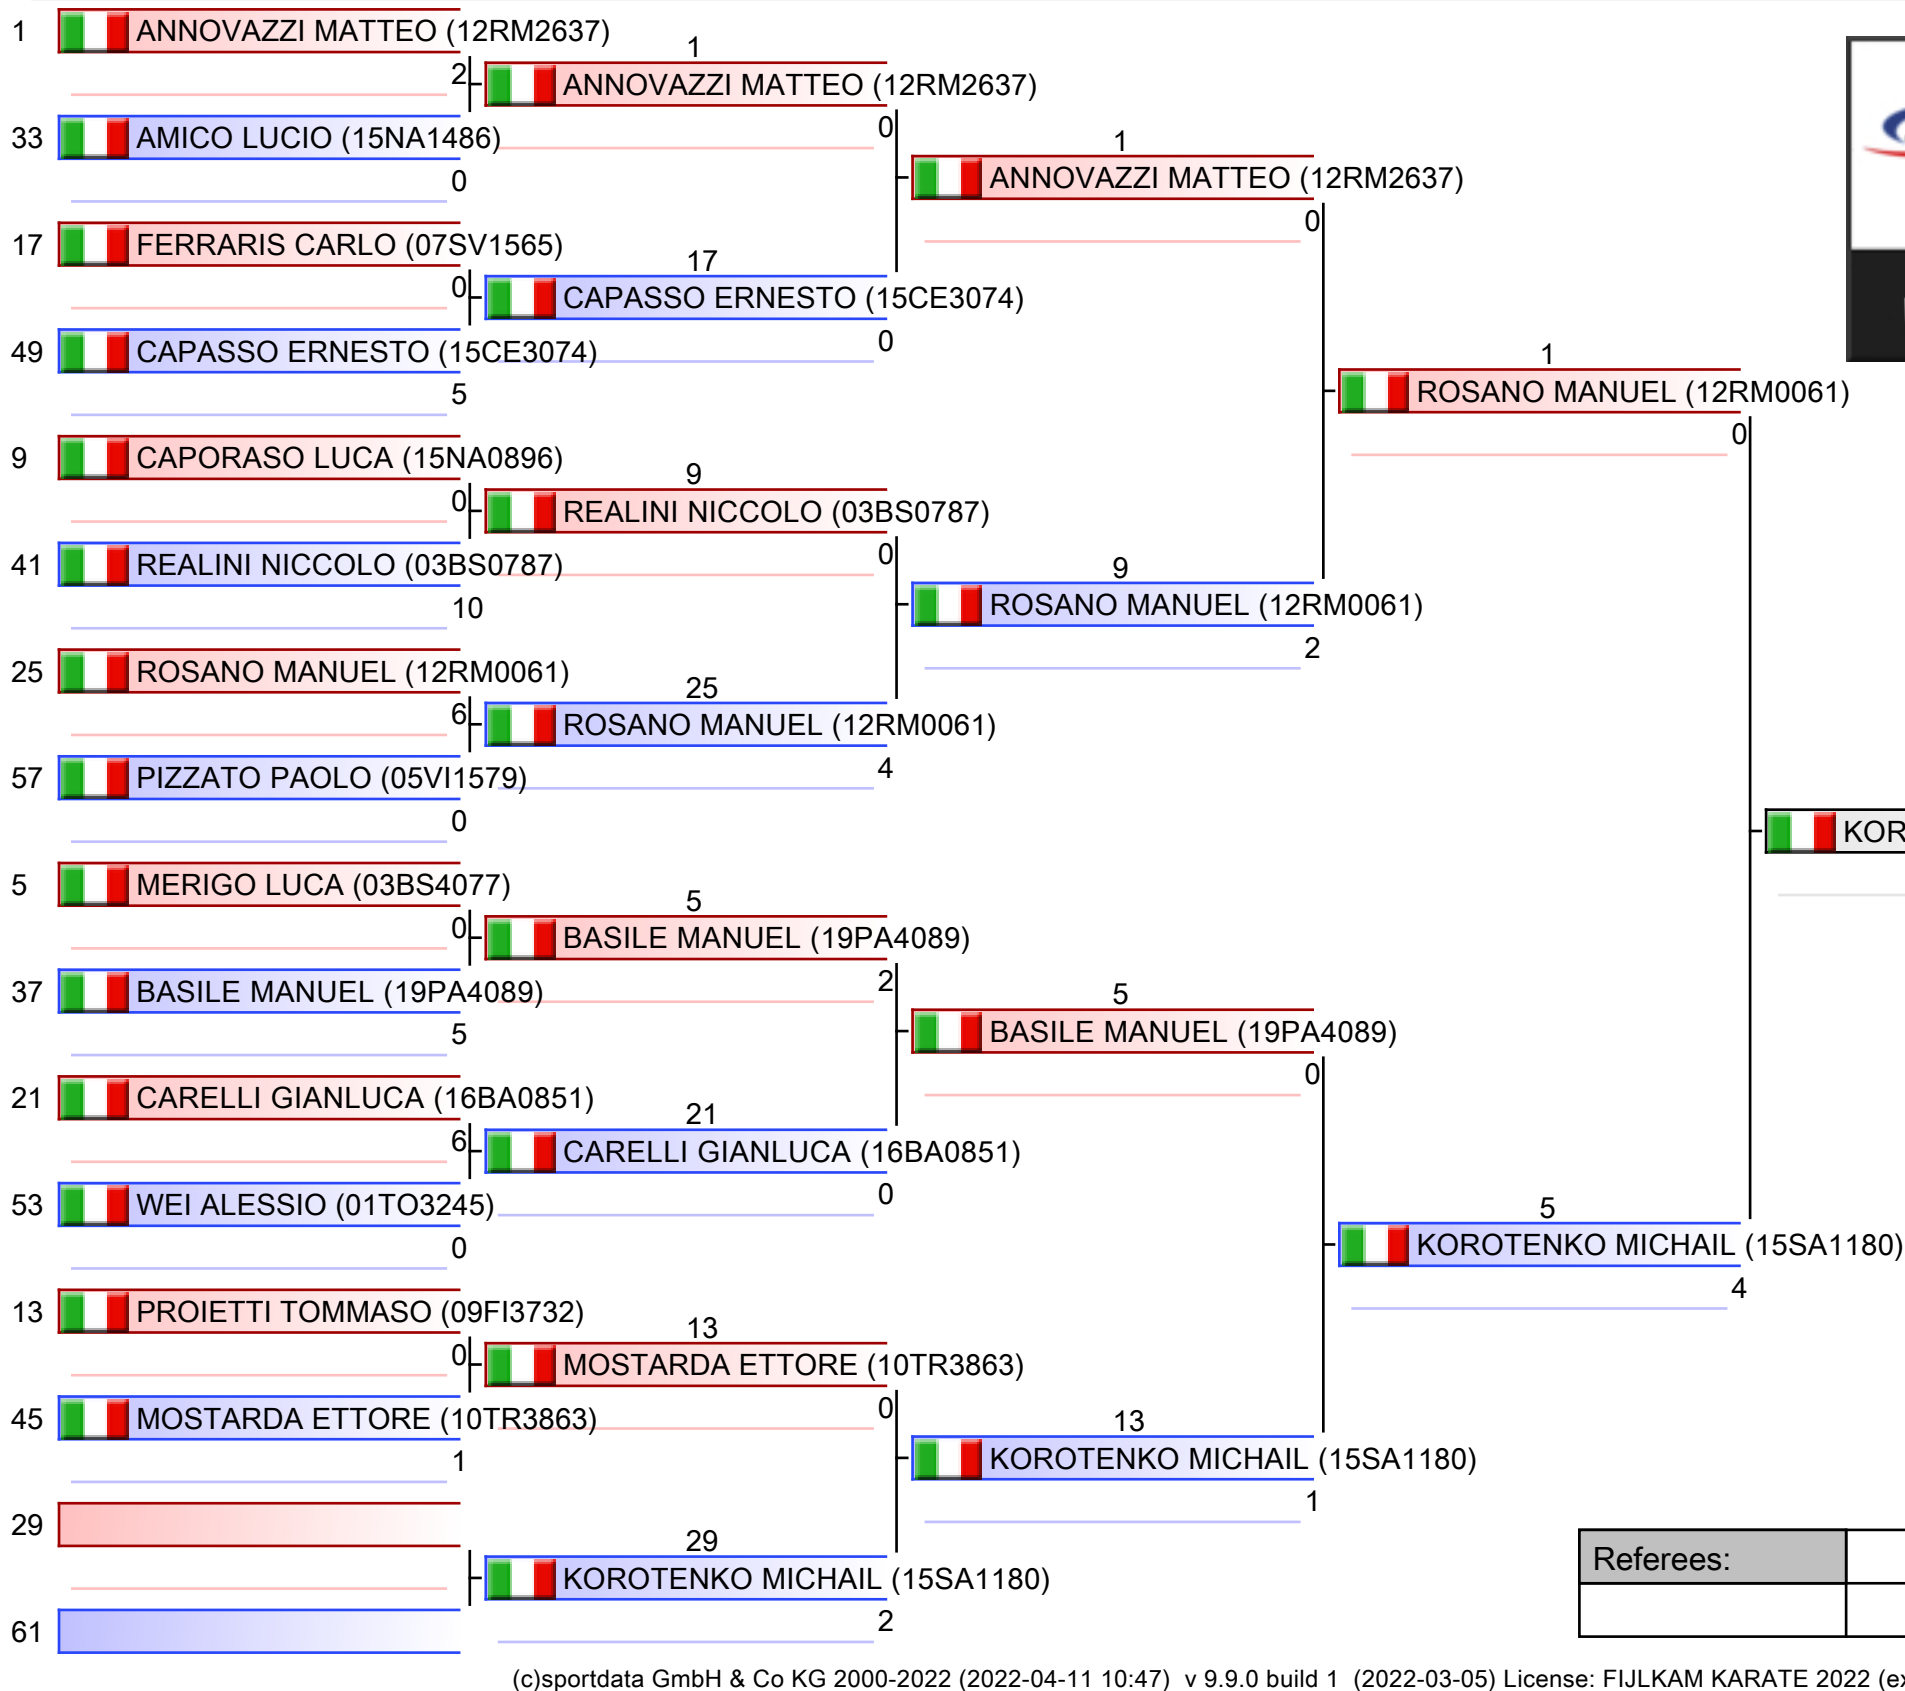 1 ANNOVAZZI MATTEO (12RM2637)
2
33 AMICO LUCIO (15NA1486)
0
17 FERRARIS CARLO (07SV1565)
0
49 CAPASSO ERNESTO (15CE3074)
5
9 CAPORASO LUCA (15NA0896)
0
41 REALINI NICCOLO (03BS0787)
10
25 ROSANO MANUEL (12RM0061)
6
57 PIZZATO PAOLO (05VI1579)
0
5 MERIGO LUCA (03BS4077)
0
37 BASILE MANUEL (19PA4089)
5
21 CARELLI GIANLUCA (16BA0851)
6
53 WEI ALESSIO (01TO3245)
0
13 PROIETTI TOMMASO (09FI3732)
0
45 MOSTARDA ETTORE (10TR3863)
1
29
61
1
ANNOVAZZI MATTEO (12RM2637)
0
17
CAPASSO ERNESTO (15CE3074)
0
9
REALINI NICCOLO (03BS0787)
0
25
ROSANO MANUEL (12RM0061)
4
5
BASILE MANUEL (19PA4089)
2
21
CARELLI GIANLUCA (16BA0851)
0
13
MOSTARDA ETTORE (10TR3863)
0
29
KOROTENKO MICHAIL (15SA1180)
2
1
ANNOVAZZI MATTEO (12RM2637)
0
9
ROSANO MANUEL (12RM0061)
2
5
BASILE MANUEL (19PA4089)
0
13
KOROTENKO MICHAIL (15SA1180)
1
1
ROSANO MANUEL (12RM0061)
0
5
KOROTENKO MICHAIL (15SA1180)
4
KOR
Referees:
(c)sportdata GmbH & Co KG 2000-2022 (2022-04-11 10:47) v 9.9.0 build 1 (2022-03-05) License: FIJLKAM KARATE 2022 (ex